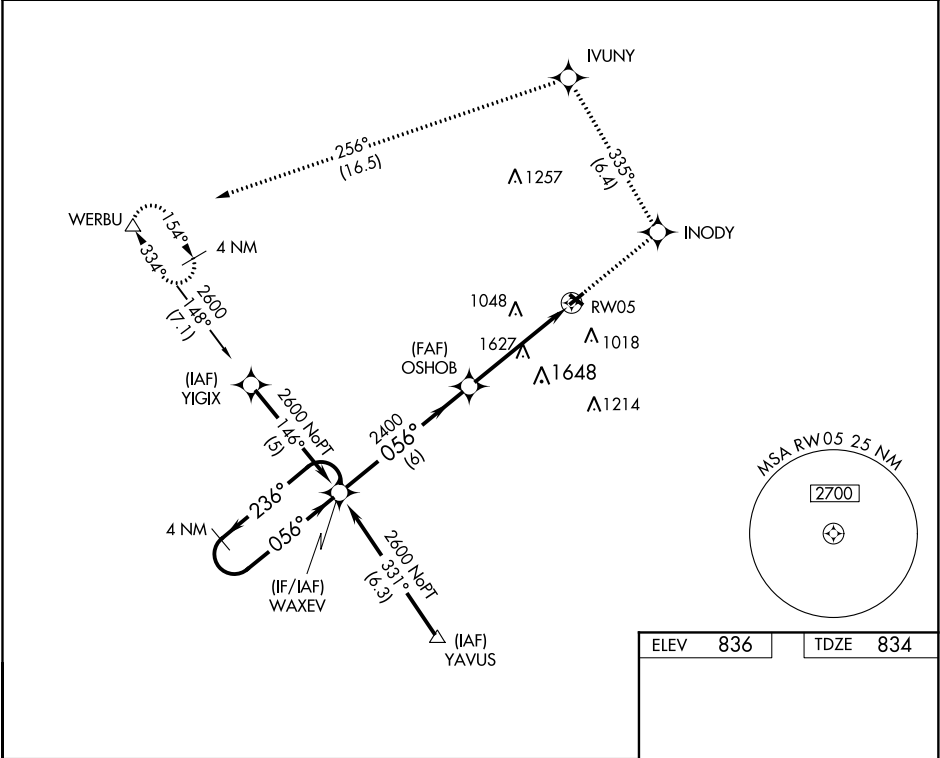 IVUNY
256°
(16.5)
335°
(6.4)
1257
WERBU
154°
334°
4 NM
INODY
2600
148°
(7.1)
1048
RW05
1627
1018
(FAF)
OSHOB
1648
(IAF)
YIGIX
1214
2600 NoPT
146°
(5)
2400
056°
(6)
MSA RW05 25 NM
2700
236°
4 NM
056°
2600 NoPT
331°
(6.3)
(IF/IAF)
WAXEV
(IAF)
YAVUS
ELEV 836
TDZE 834